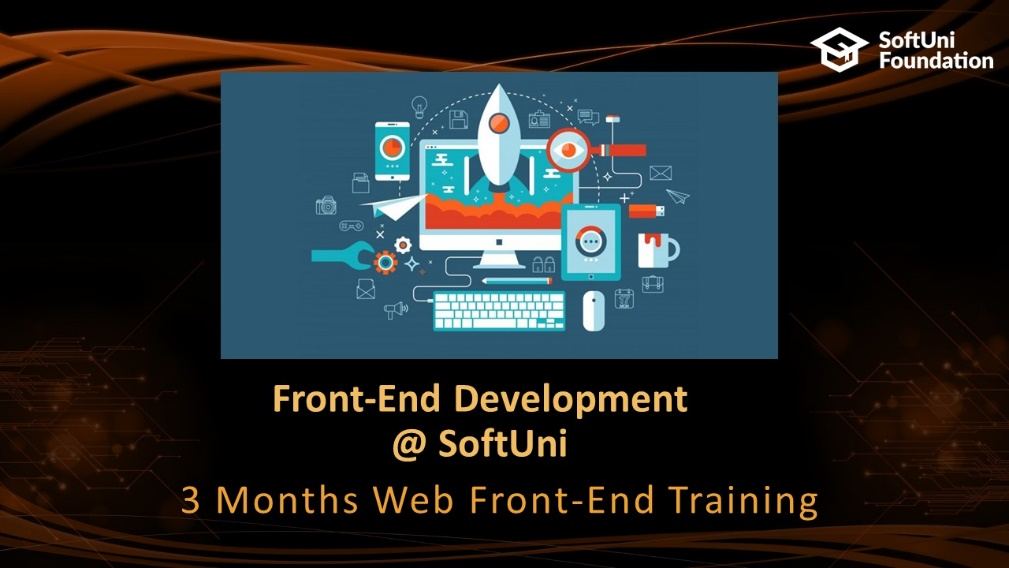 SoftUni
Foundation
Front-End Development
@ SoftUni
3 Months Web Front-End Training